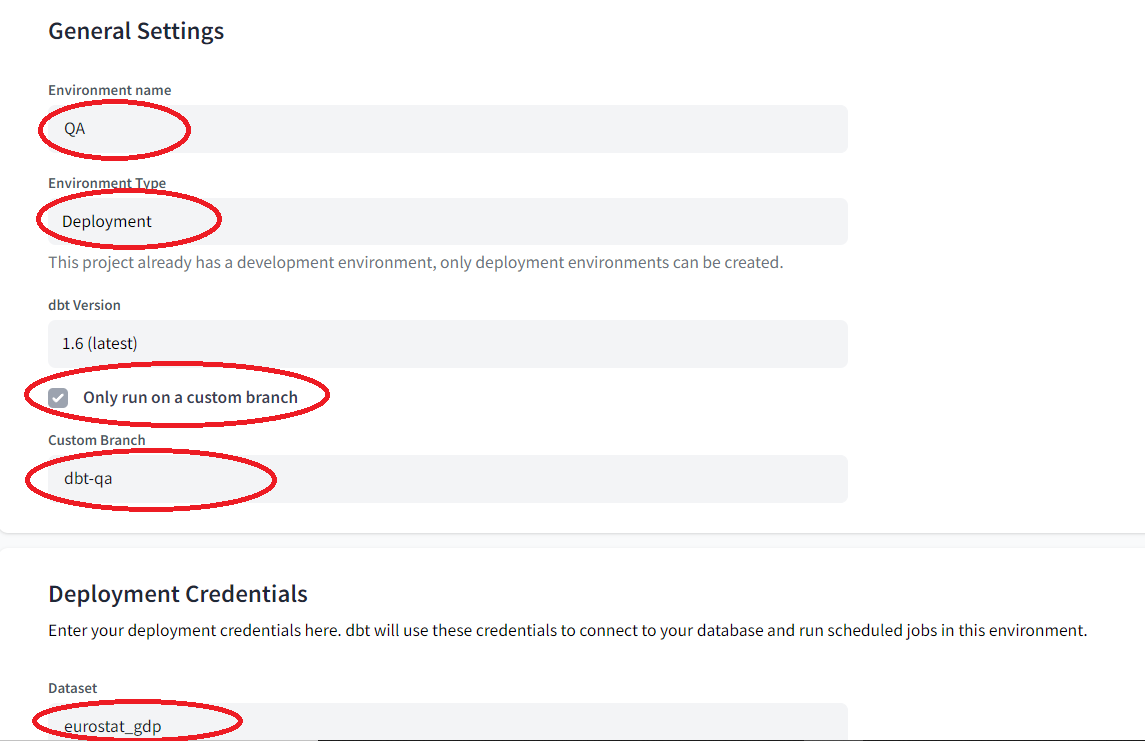 General Settings
Environment name
QA
Environment Type
Deployment
This project already has a development environment, only deployment environments can be created.
dbt Version
1.6 (latest)
Only run on a custom branch
Custom Branch
dbt-qa
Deployment Credentials
Enter your deployment credentials here. dbt will use these credentials to connect to your database and run scheduled jobs in this environment.
Dataset
eurostat_gdp